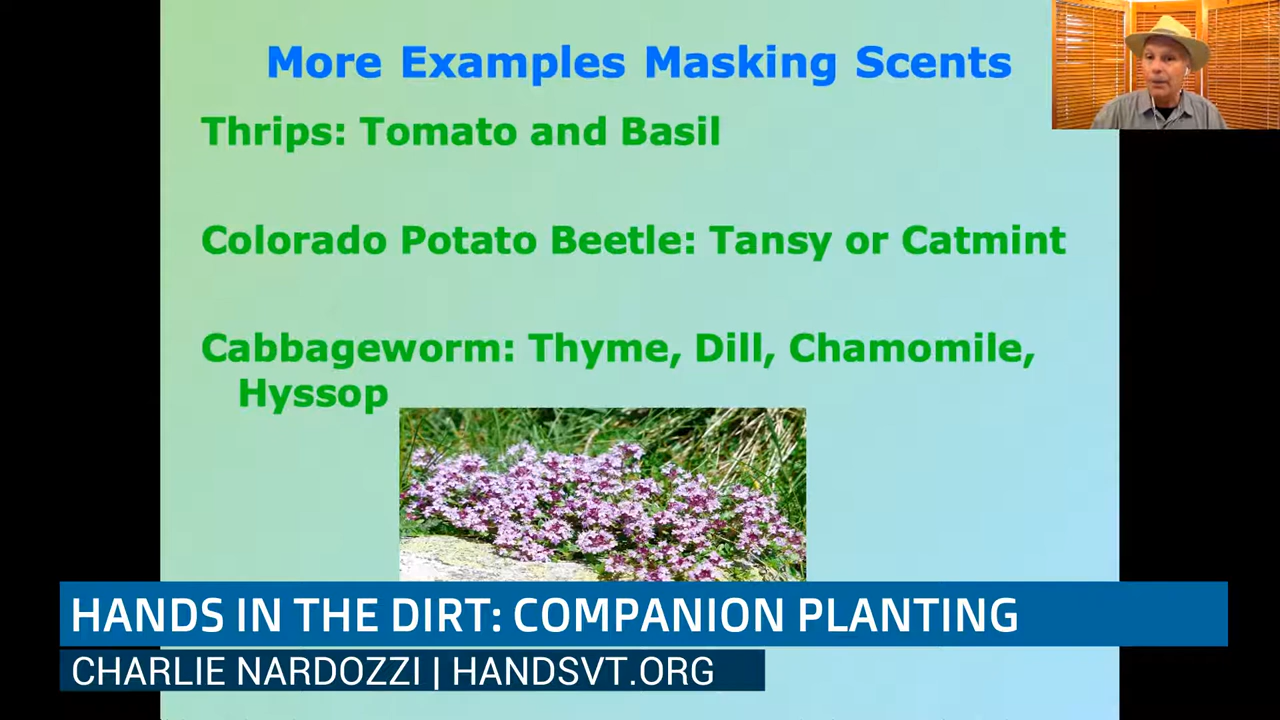 More Examples Masking Scents
Thrips: Tomato and Basil
Colorado Potato Beetle: Tansy or Catmint
Cabbageworm: Thyme, Dill, Chamomile,
Hyssop
HANDS IN THE DIRT: COMPANION PLANTING
CHARLIE NARDOZZI | HANDSVT.ORG